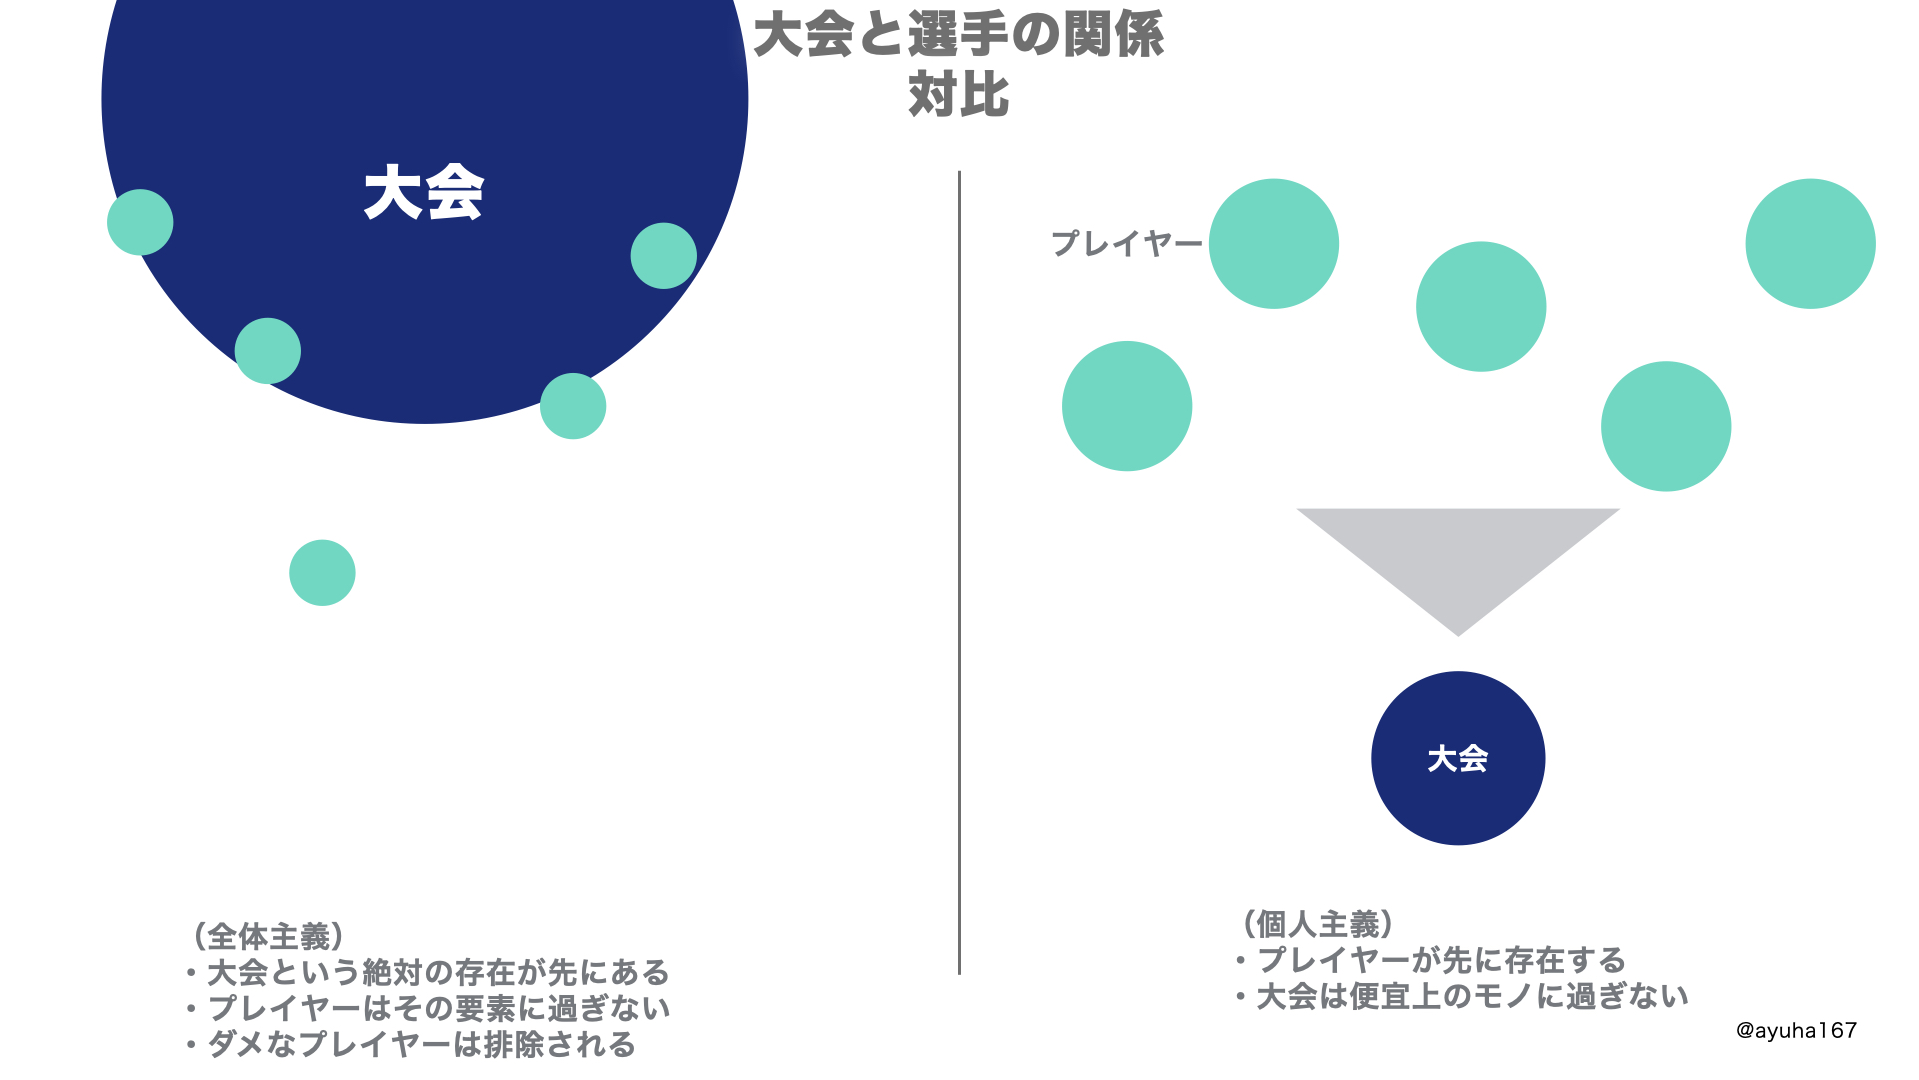 大会と選手の関係
対比
大会
（全体主義）
・大会という絶対の存在が先にある
・プレイヤーはその要素に過ぎない
・ダメなプレイヤーは排除される
プレイヤー
大会
（個人主義）
・プレイヤーが先に存在する
・大会は便宜上のモノに過ぎない
@ayuha167